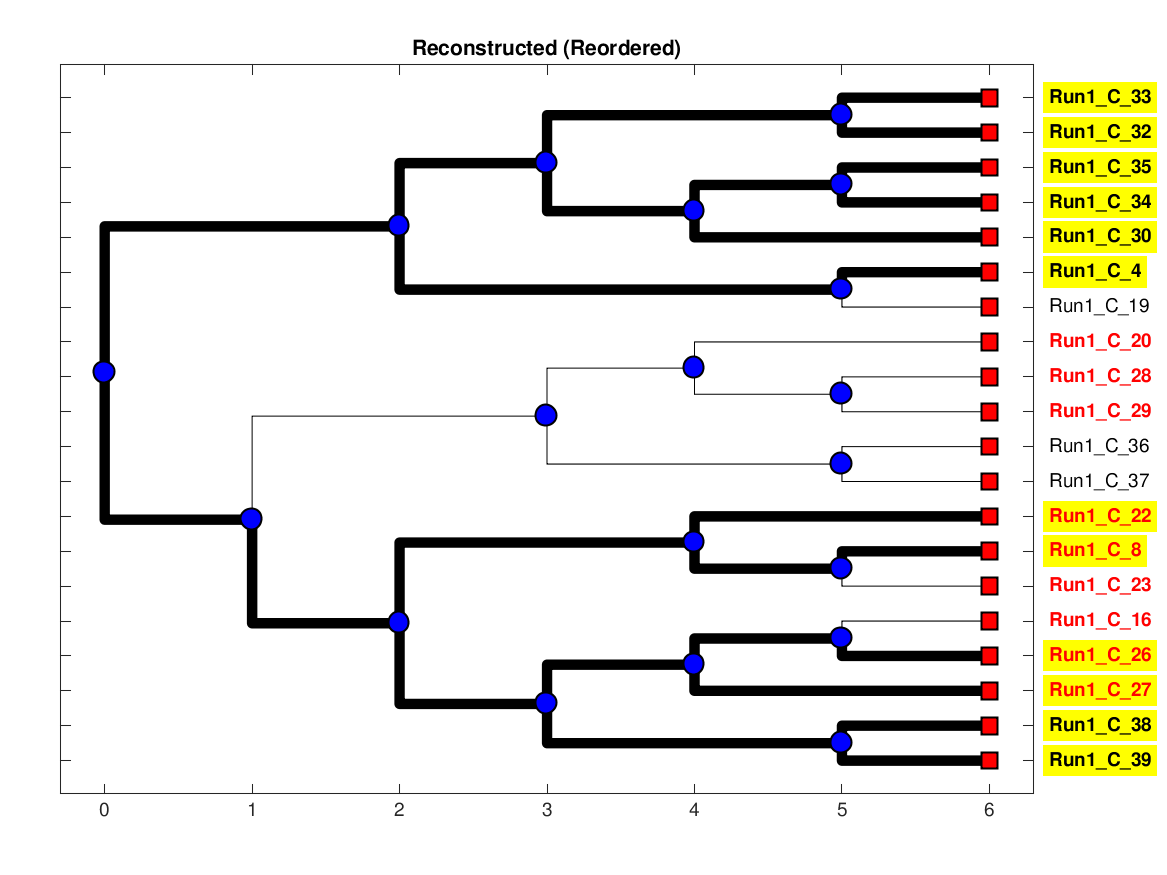 Reconstructed (Reordered)
Run1_C_33
Run1_C_32
Run1_C_35
Run1_C_34
Run1_C_30
Run1_C_4
Run1_C_19
Run1_C_20
Run1_C_28
Run1_C_29
Run1_C_36
Run1_C_37
Run1_C_22
Run1_C_8
Run1_C_23
Run1_C_16
Run1_C_26
Run1_C_27
Run1_C_38
Run1_C_39
0 1 2 3 4 5 6